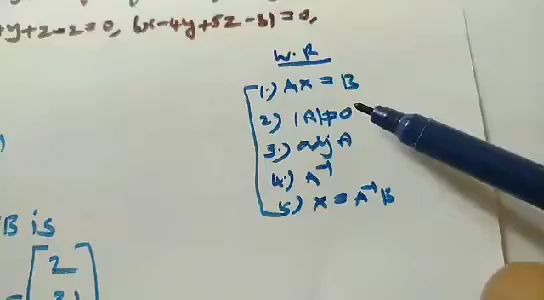 +y+z-2=0, 6x-4y+5z-31=0,
W.R
1.) AX = B
2.) |A|≠0
3.) adj A
4.) A⁻¹
5.) X = A⁻¹B
B is
2
31